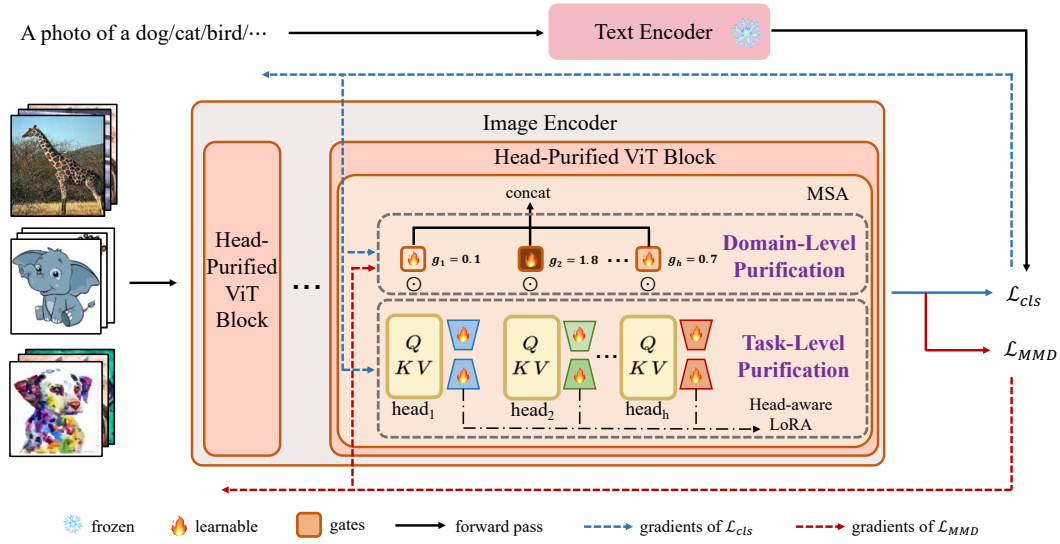 A photo of a dog/cat/bird/⋯
Text Encoder
Image Encoder
Head-Purified ViT Block
MSA
concat
Head-
Purified
ViT
Block
...
g₁ = 0.1
g₂ = 1.8
...
gₕ = 0.7
Domain-Level
Purification
⊙ ⊙ ⊙
Q
K V
Q
K V
...
Q
K V
Task-Level
Purification
head₁
head₂
headₕ
Head-aware
LoRA
ℒ_cls
ℒ_MMD
frozen
learnable
gates
forward pass
gradients of ℒ_cls
gradients of ℒ_MMD